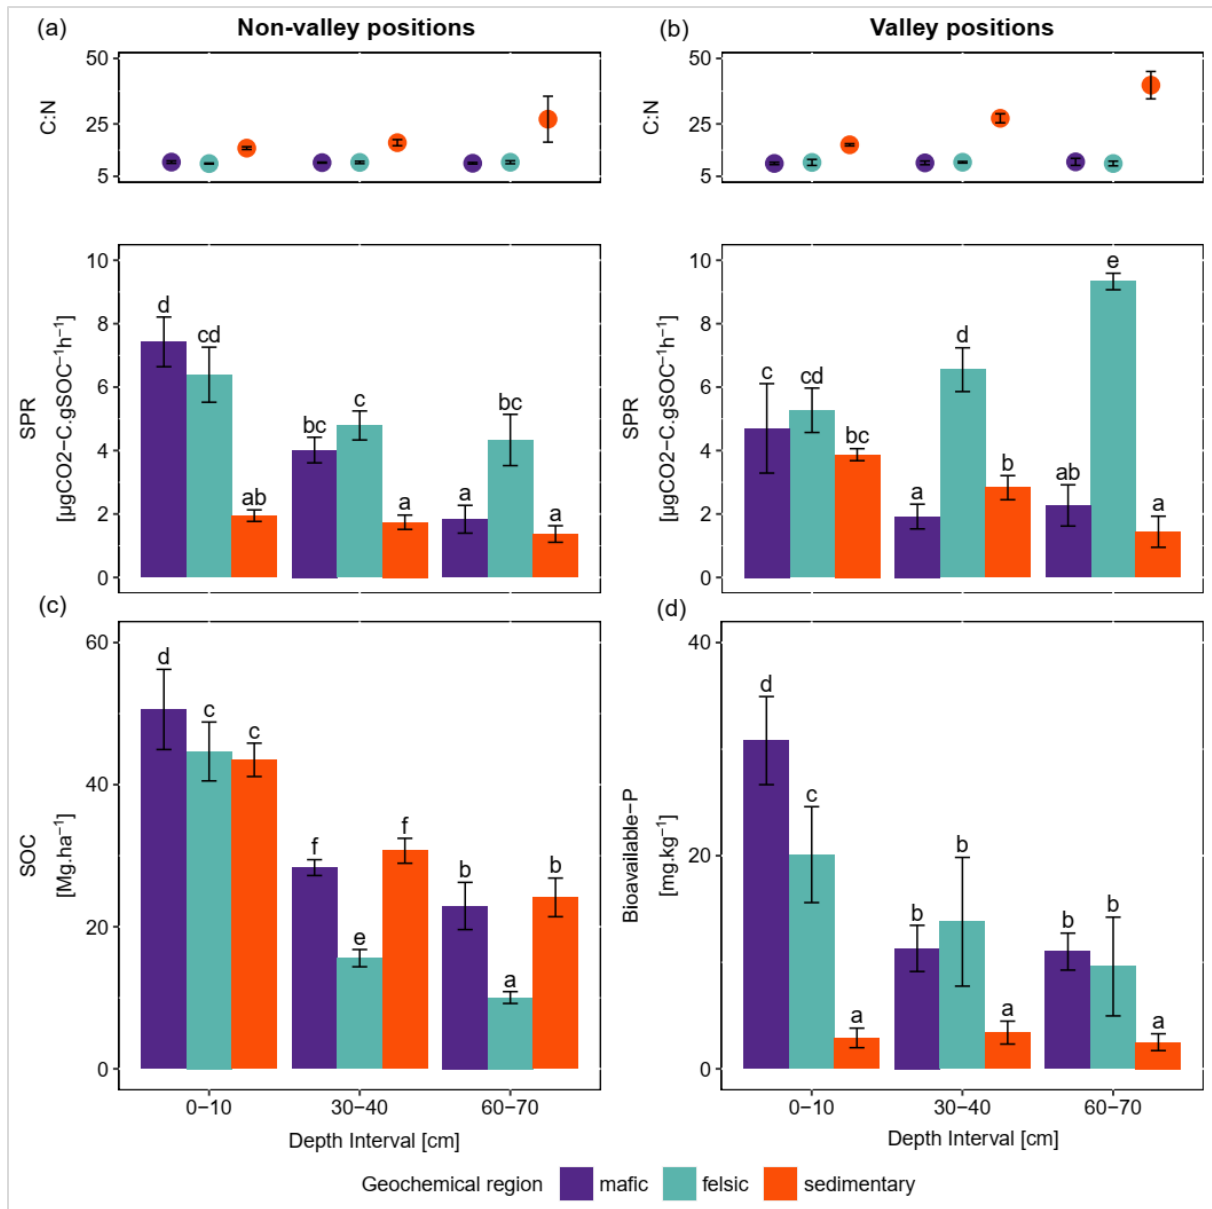 (a) Non-valley positions
50
25
5
C:N
(b) Valley positions
50
25
5
C:N
10
8
6
4
2
0
SPR
[µgCO2−C.gSOC⁻¹h⁻¹]
d cd ab bc c a a bc a
10
8
6
4
2
0
SPR
[µgCO2−C.gSOC⁻¹h⁻¹]
c cd bc a d b ab e a
(c)
60
40
20
0
SOC
[Mg.ha⁻¹]
d c c f e f b a b
0−10 30−40 60−70
Depth Interval [cm]
(d)
40
20
0
Bioavailable−P
[mg.kg⁻¹]
d c a b b a b b a
0−10 30−40 60−70
Depth Interval [cm]
Geochemical region mafic felsic sedimentary